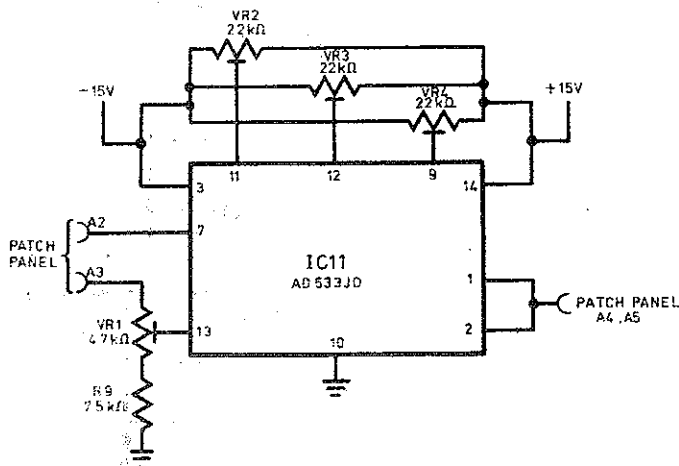 VR2
22kΩ
VR3
22kΩ
VR4
22kΩ
-15V
+15V
11
12
9
3
14
A2
7
PATCH
PANEL
A3
IC11
AD533JD
1
PATCH PANEL
A4,A5
VR1
4.7kΩ
13
2
10
R9
7.5kΩ